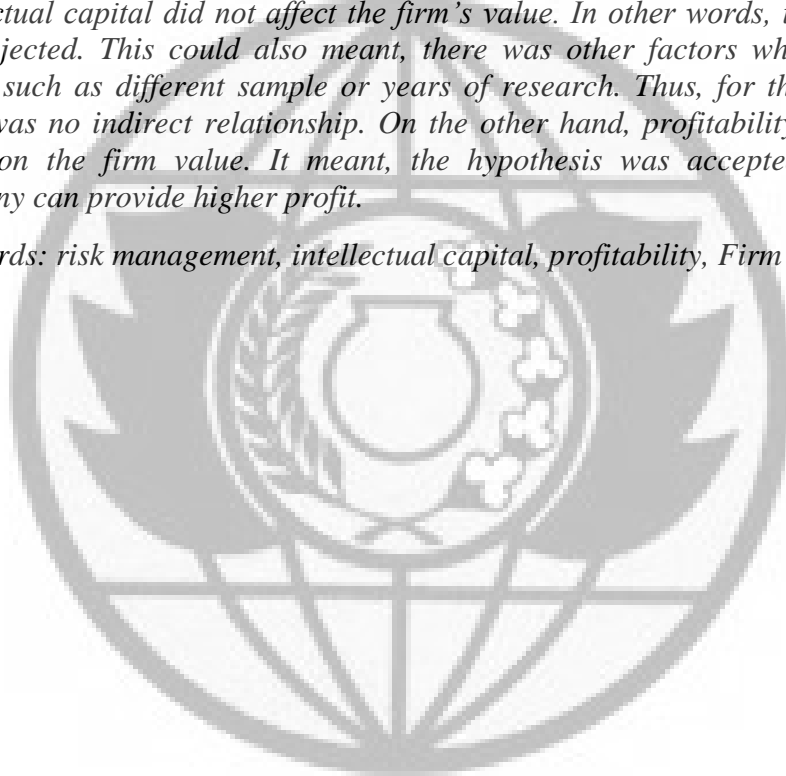 ctual capital did not affect the firm's value. In other words, t
jected. This could also meant, there was other factors wh
such as different sample or years of research. Thus, for th
was no indirect relationship. On the other hand, profitability
on the firm value. It meant, the hypothesis was accepte
ny can provide higher profit.
rds: risk management, intellectual capital, profitability, Firm